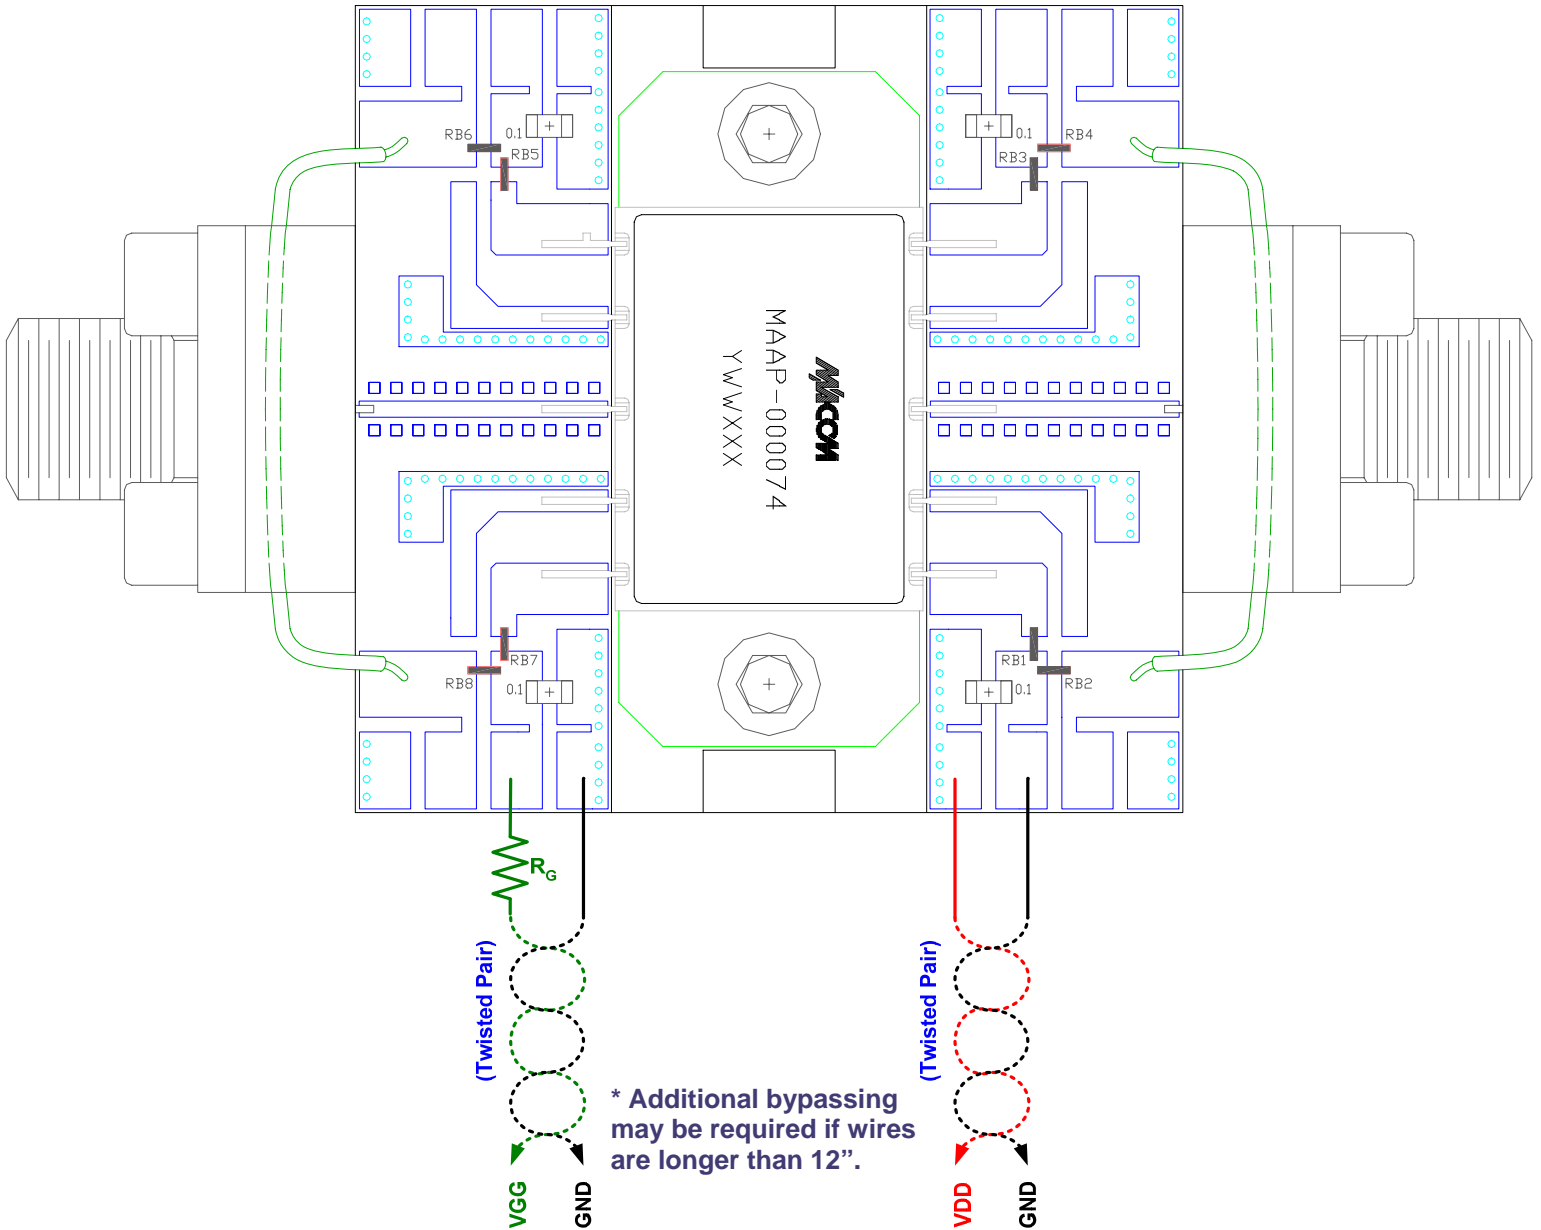 RB6
0.1
RB5
0.1
RB4
RB3
M/ACOM
MAAP-000074
YWWXXX
RB7
RB8
0.1
RB1
0.1
RB2
RG
(Twisted Pair)
(Twisted Pair)
* Additional bypassing
may be required if wires
are longer than 12”.
VGG
GND
VDD
GND